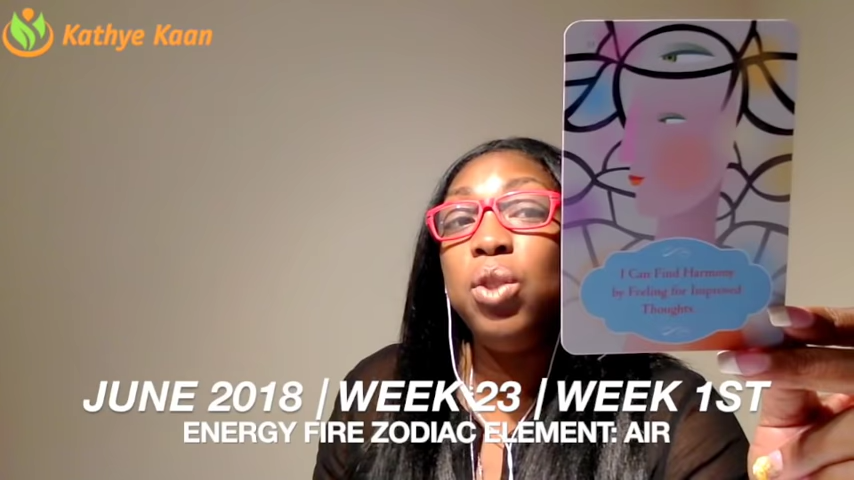 Kathye Kaan
I Can Find Harmony
by Feeling for Improved
Thoughts.
JUNE 2018 | WEEK 23 | WEEK 1ST
ENERGY FIRE ZODIAC ELEMENT: AIR